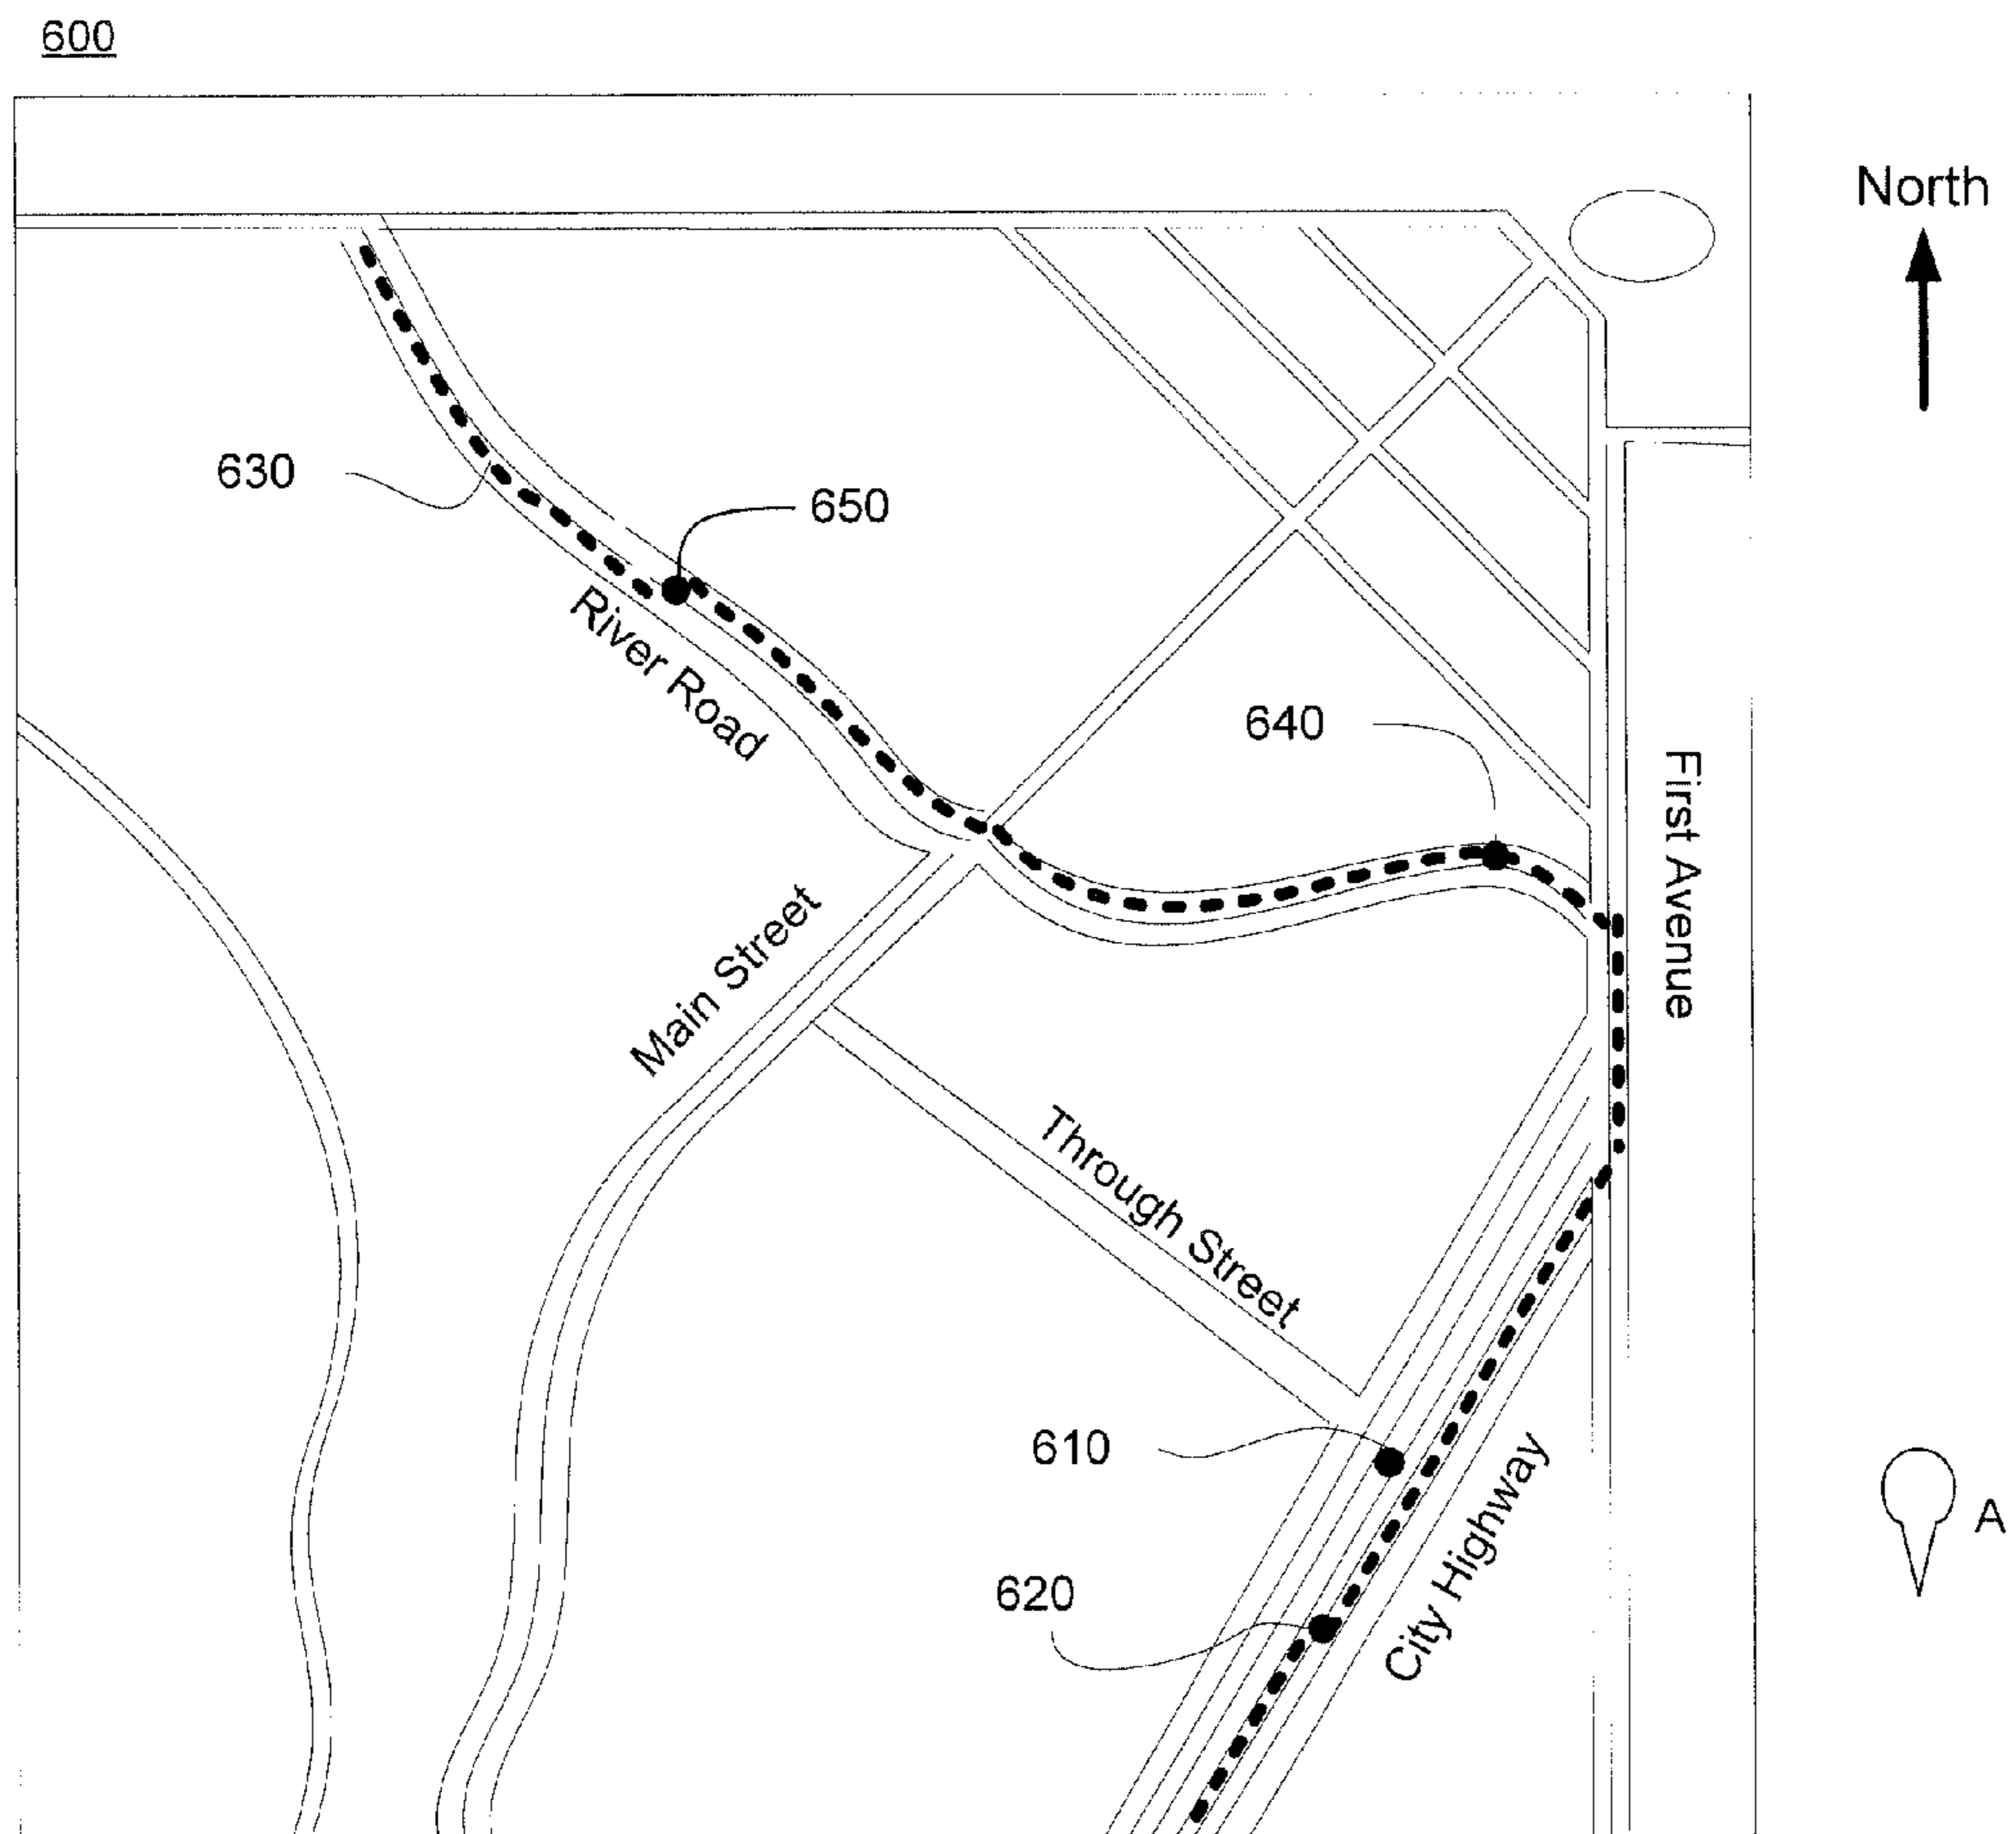 600
North
630
650
River Road
640
First Avenue
Main Street
Through Street
610
City Highway
A
620